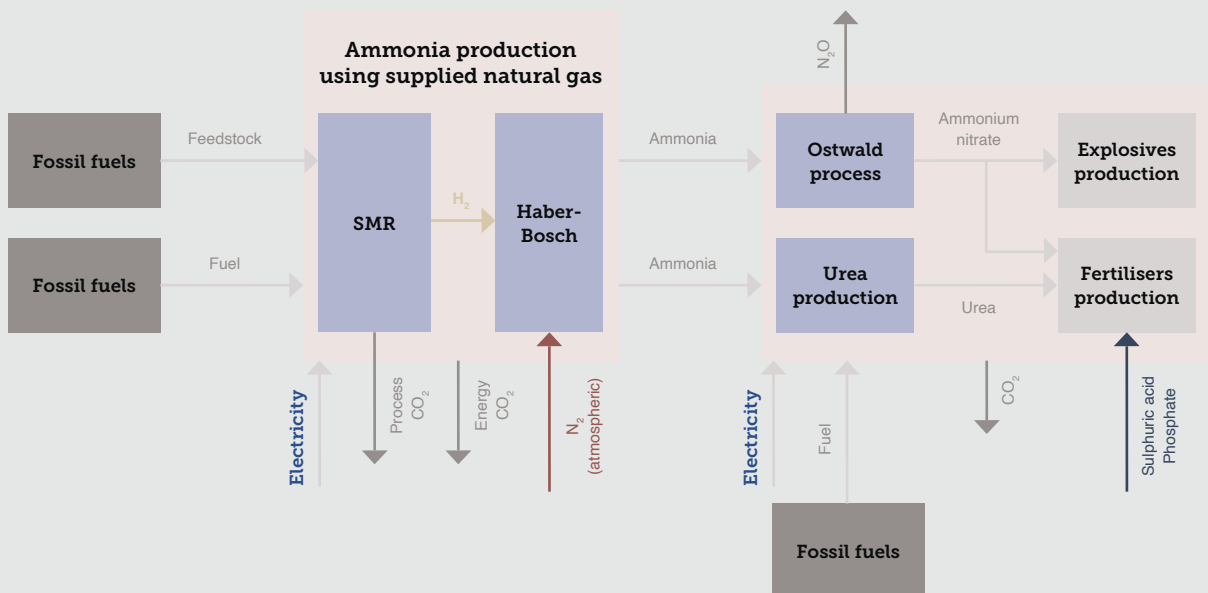 Ammonia production
using supplied natural gas
N₂O
Fossil fuels
Feedstock
SMR
H₂
Haber-
Bosch
Ammonia
Ostwald
process
Ammonium
nitrate
Explosives
production
Fossil fuels
Fuel
Ammonia
Urea
production
Urea
Fertilisers
production
Electricity
Process
CO₂
Energy
CO₂
N₂
(atmospheric)
Electricity
Fuel
CO₂
Sulphuric acid
Phosphate
Fossil fuels